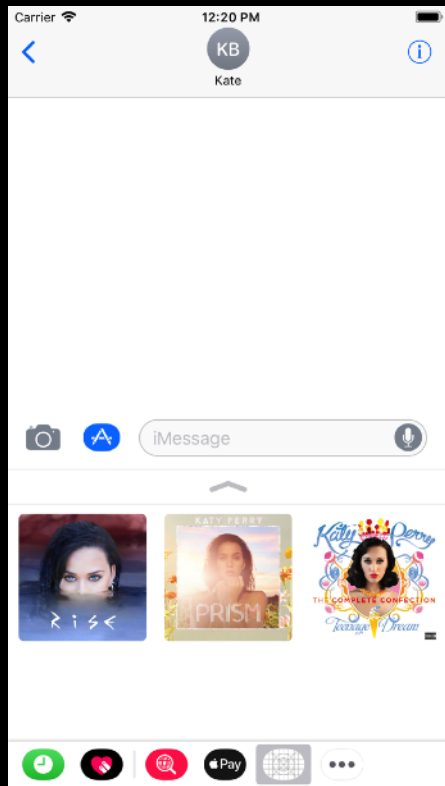 Carrier 12:20 PM
KB
Kate
iMessage
Rise
KATY PERRY
PRISM
Katy Perry
THE COMPLETE CONFECTION
Teenage Dream
Pay